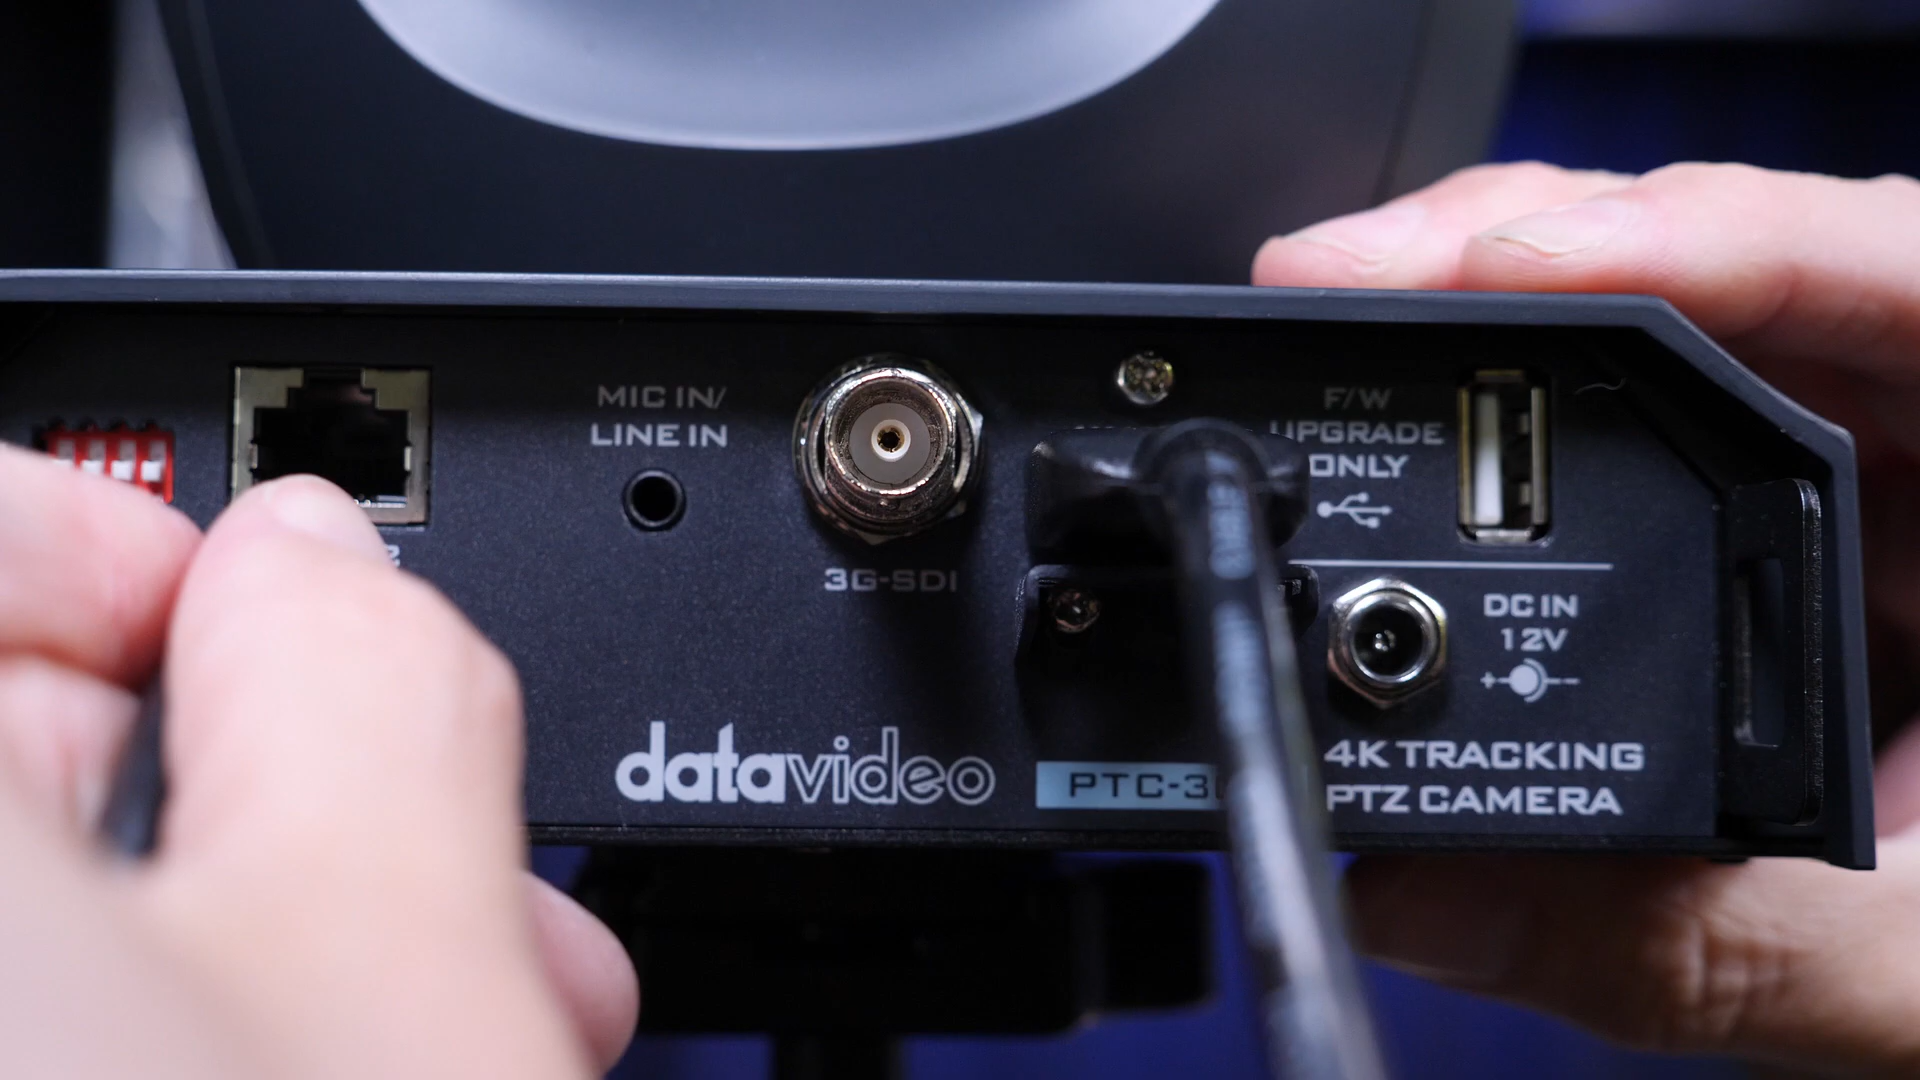 MIC IN/
LINE IN
3G-SDI
F/W
UPGRADE
ONLY
DC IN
12V
+ -
datavideo
PTC-3
4K TRACKING
PTZ CAMERA